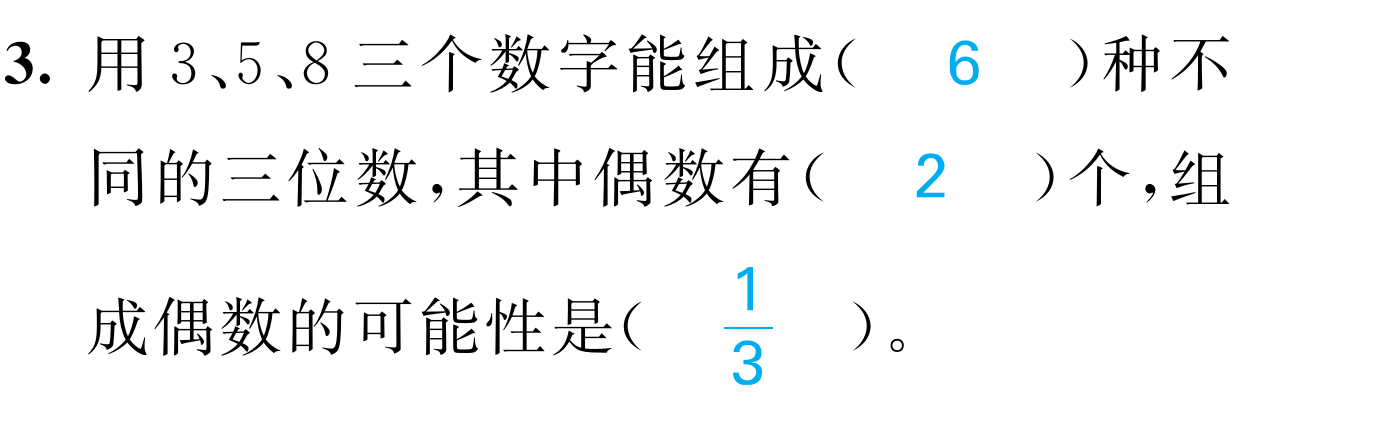 3. 用 3、5、8 三个数字能组成( 6 )种不
同的三位数,其中偶数有( 2 )个,组
成偶数的可能性是( 1/3 )。